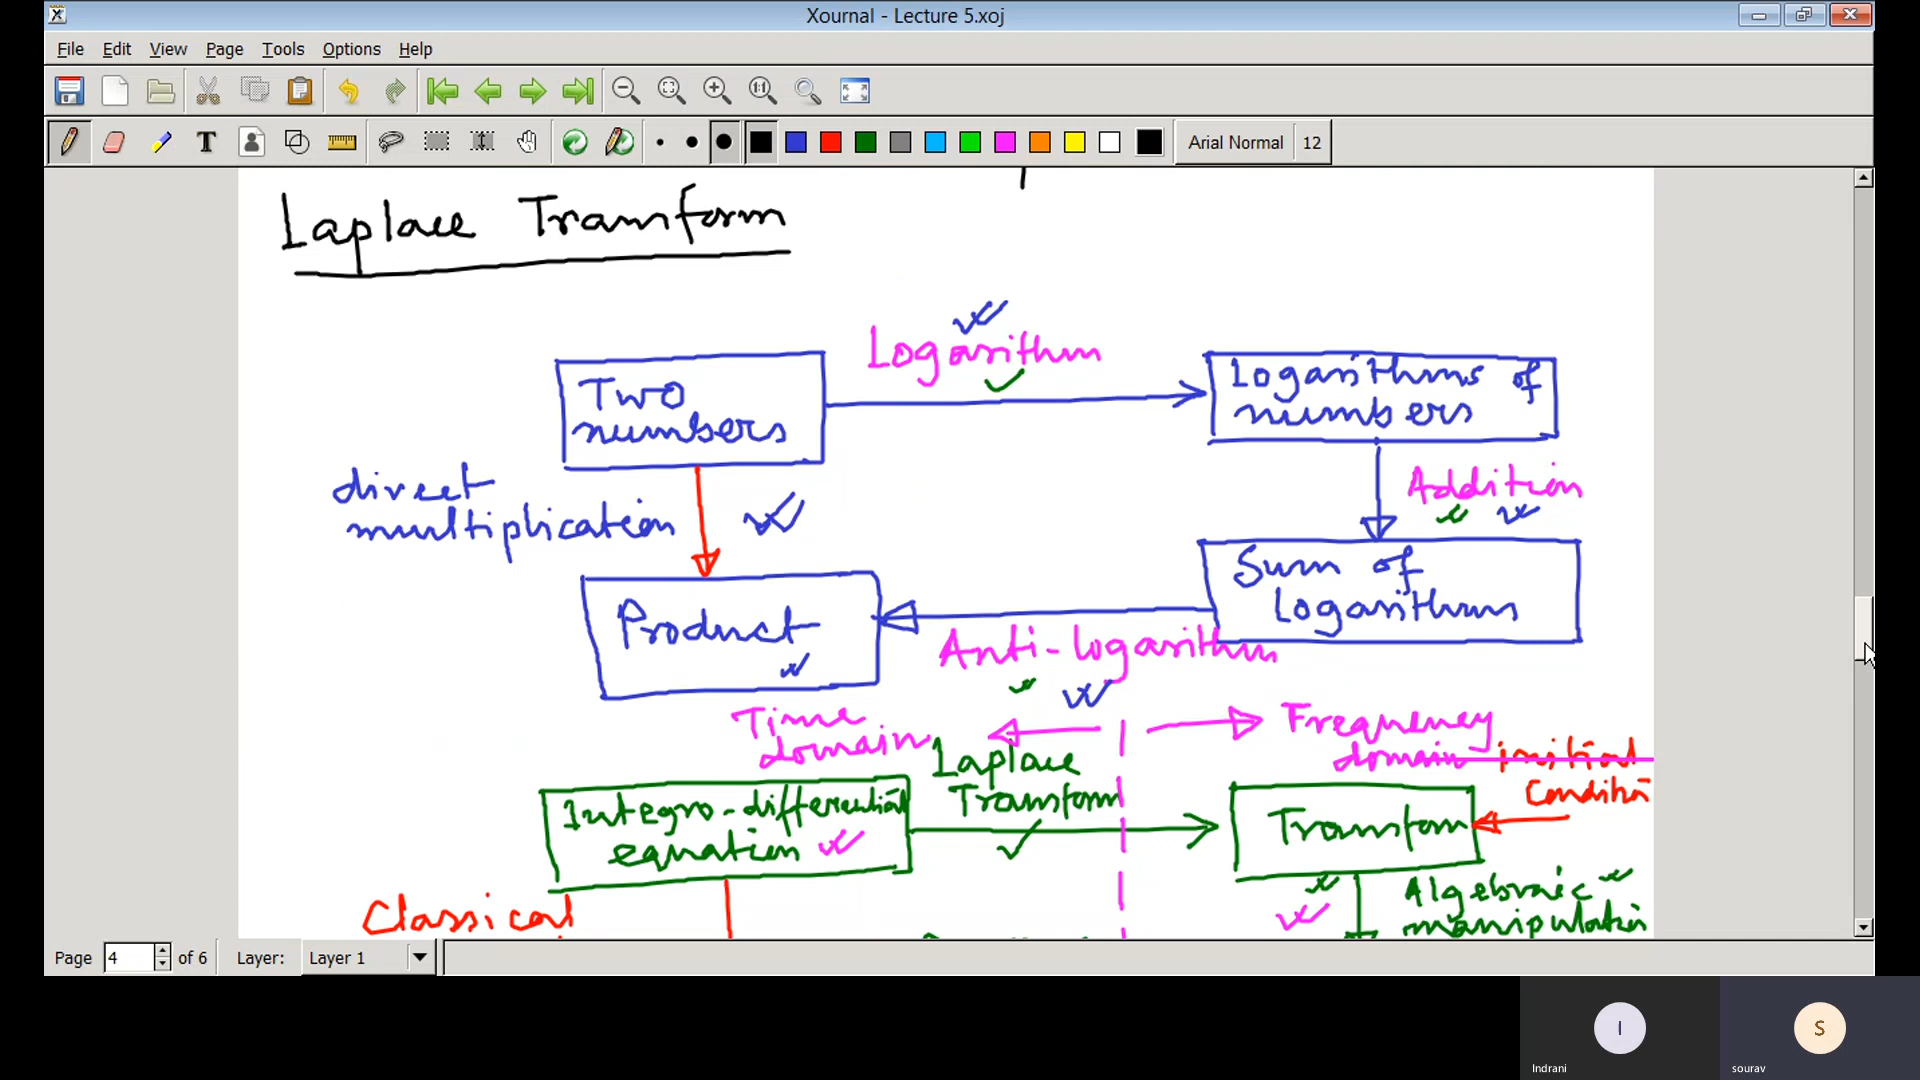 Xournal - Lecture 5.xoj
File Edit View Page Tools Options Help
Arial Normal 12
Laplace Transform
Logarithm
Two
numbers
Logarithms of
numbers
direct
multiplication
Addition
Sum of
Logarithms
Product
Anti-logarithm
Time
domain
Frequency
domain
initial
Laplace
Transform
Condition
Integro-differential
equation
Transform
Classical
Algebraic
manipulation
Page 4 of 6 Layer: Layer 1
I
S
Indrani
sourav